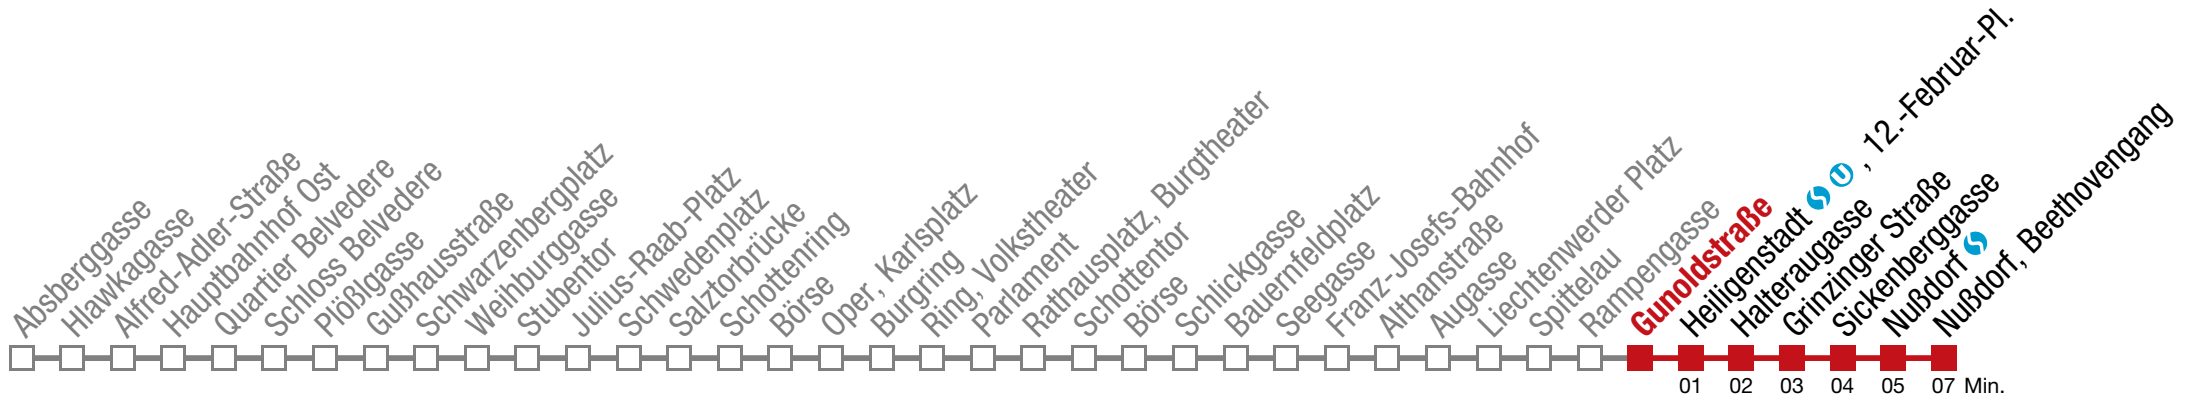 Absberggasse
Hlawkagasse
Alfred-Adler-Straße
Hauptbahnhof Ost
Quartier Belvedere
Schloss Belvedere
Plößlgasse
Gußhausstraße
Schwarzenbergplatz
Weihburggasse
Stubentor
Julius-Raab-Platz
Schwedenplatz
Salztorbrücke
Schottenring
Börse
Oper, Karlsplatz
Burgring
Ring, Volkstheater
Parlament
Rathausplatz, Burgtheater
Schottentor
Börse
Schlickgasse
Bauernfeldplatz
Seegasse
Franz-Josefs-Bahnhof
Althanstraße
Augasse
Liechtenwerder Platz
Spittelau
Rampengasse
Gunoldstraße
Heiligenstadt S U , 12.-Februar-Pl.
Halteraugasse
Grinzinger Straße
Sickenberggasse
Nußdorf S
Nußdorf, Beethovengang
01 02 03 04 05 07 Min.